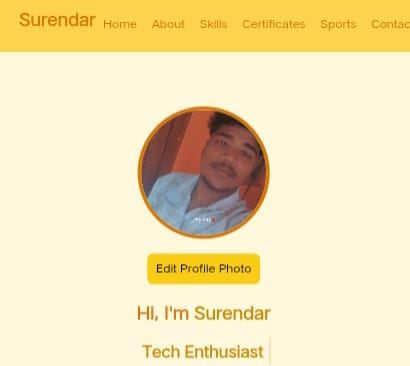 Surendar Home About Skills Certificates Sports Contac
Edit Profile Photo
Hi, I'm Surendar
Tech Enthusiast